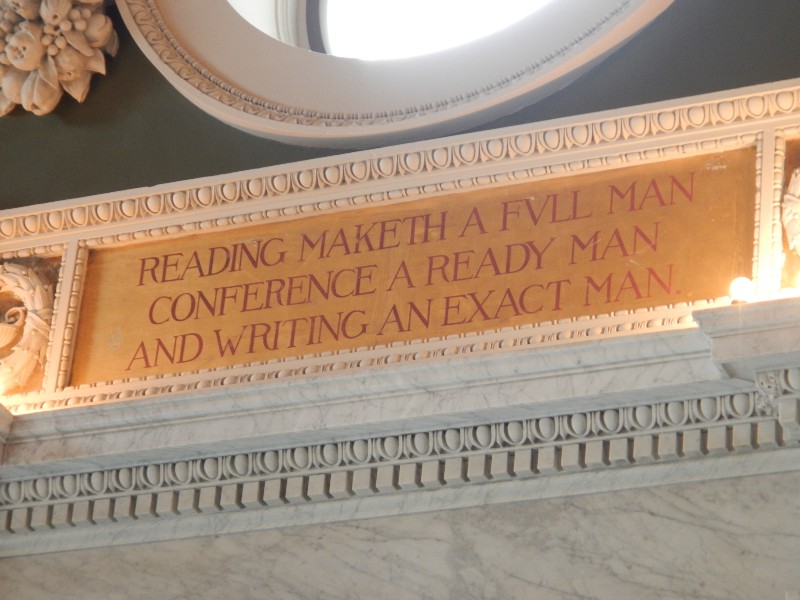 READING MAKETH A FVLL MAN
CONFERENCE A READY MAN
AND WRITING AN EXACT MAN.